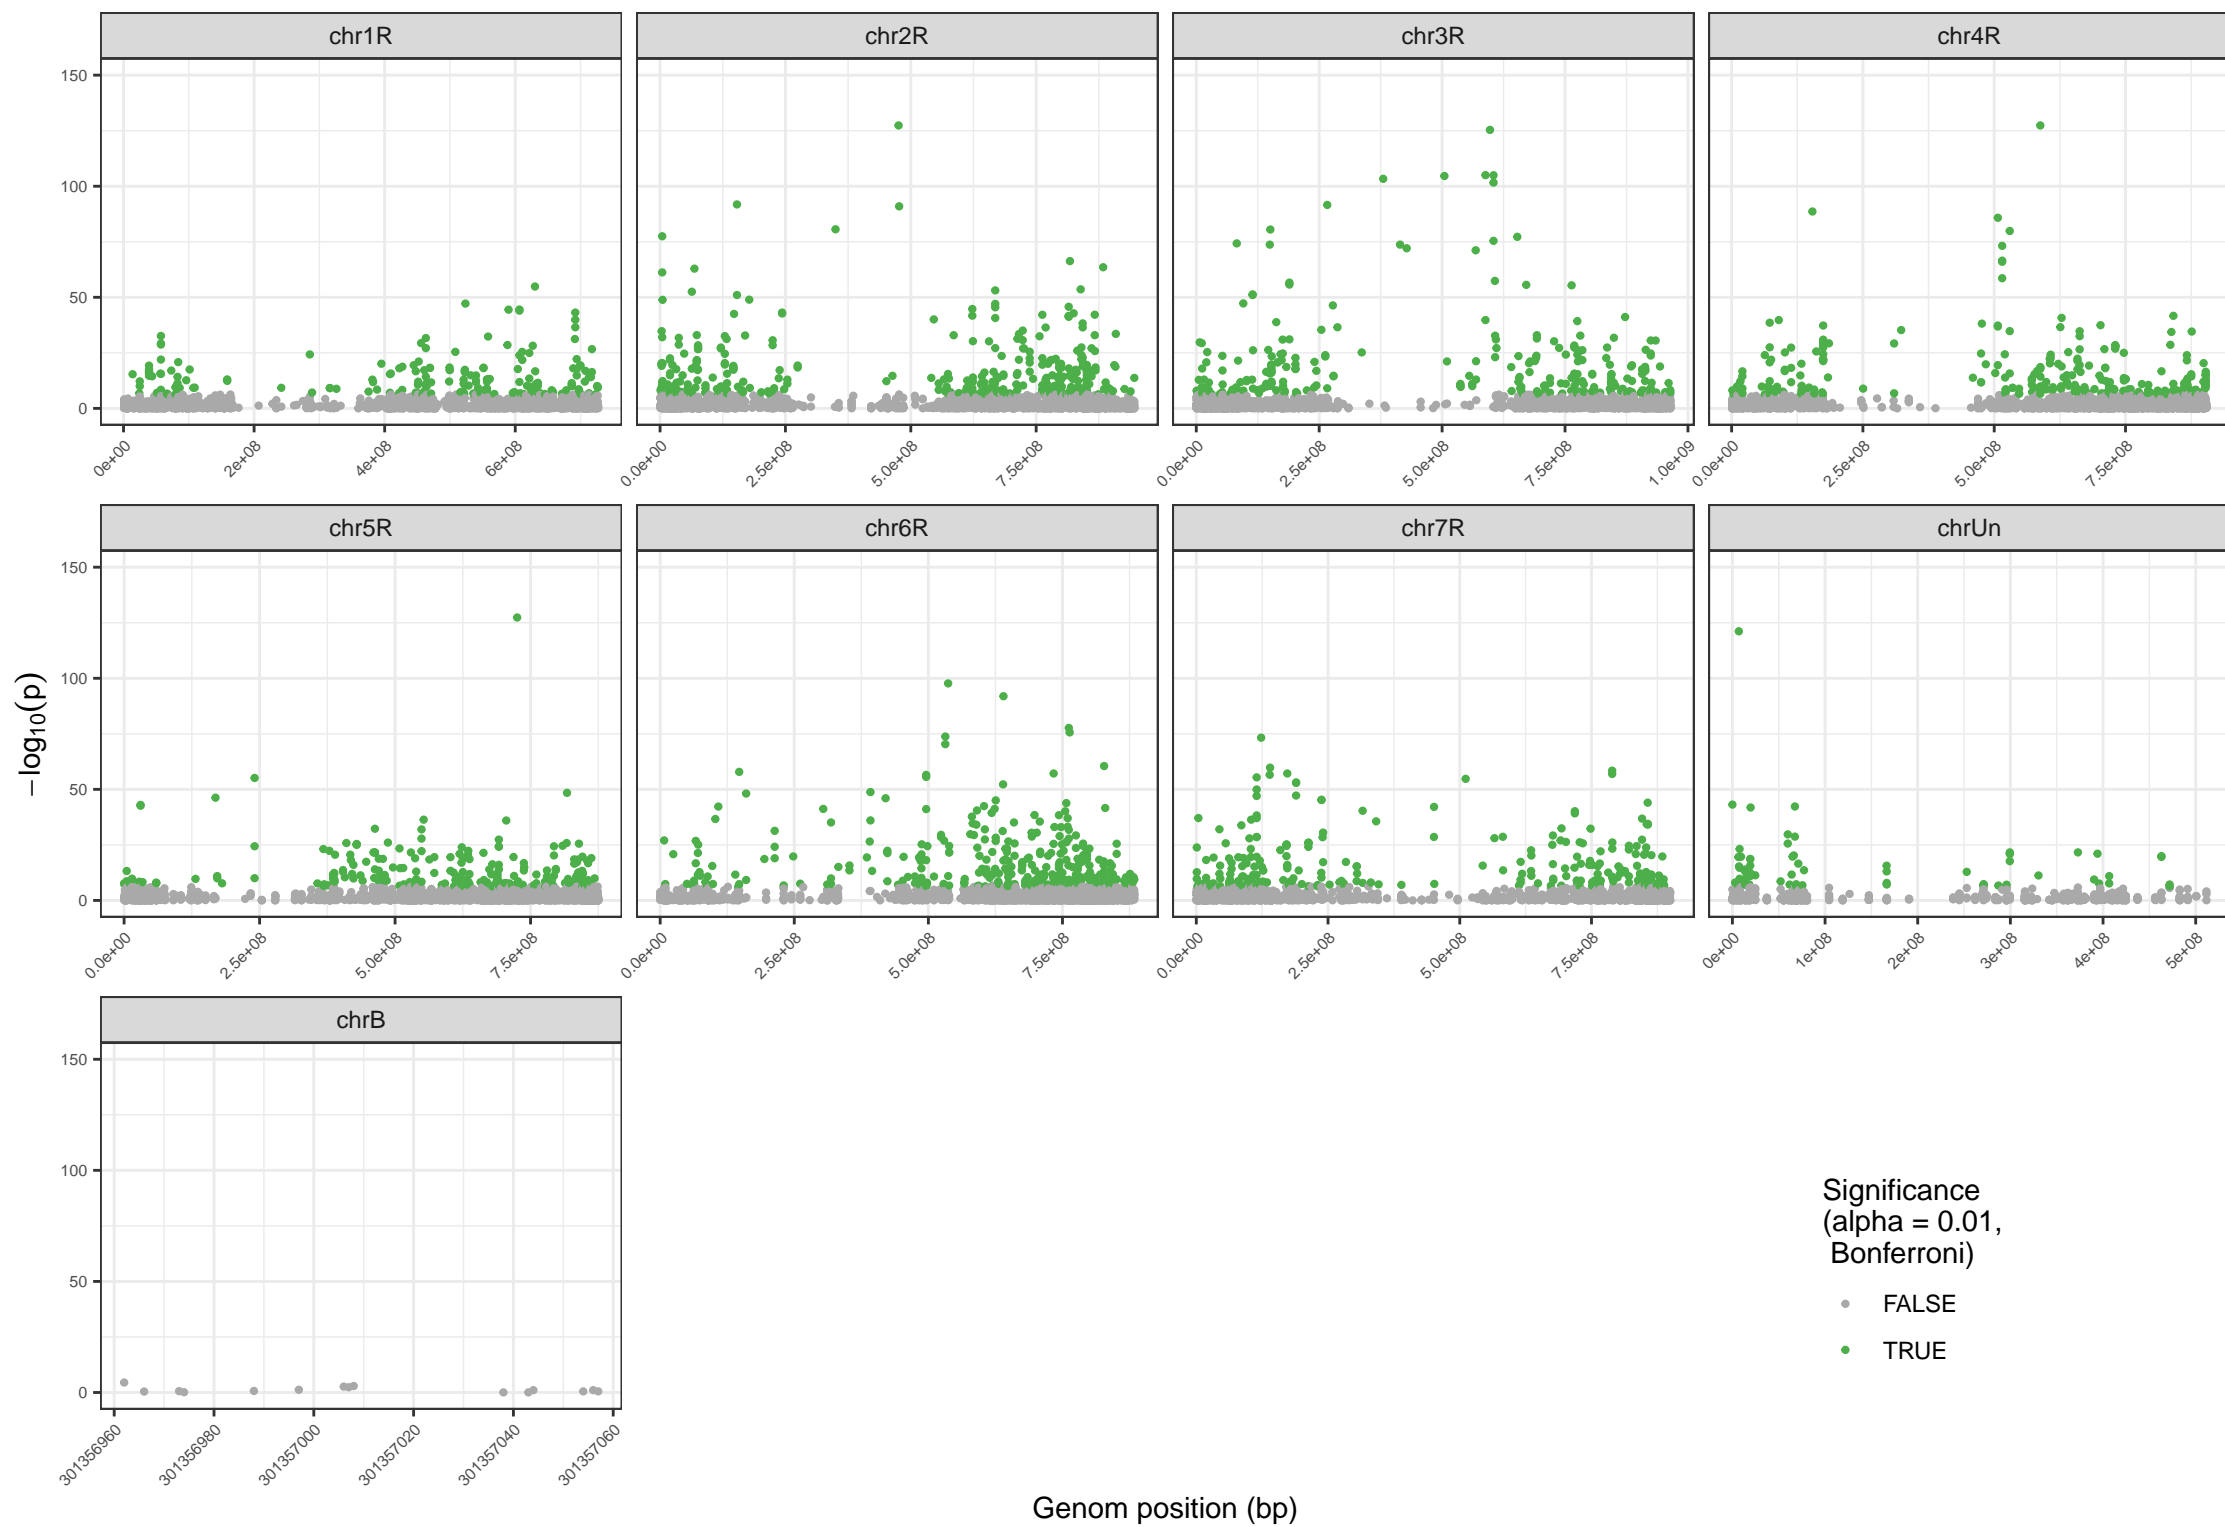 chr1R chr2R chr3R chr4R
150
100
50
0
0e+00 2e+08 4e+08 6e+08 0.0e+00 2.5e+08 5.0e+08 7.5e+08 0.0e+00 2.5e+08 5.0e+08 7.5e+08 1.0e+09 0.0e+00 2.5e+08 5.0e+08 7.5e+08
chr5R chr6R chr7R chrUn
150
100
50
0
0.0e+00 2.5e+08 5.0e+08 7.5e+08 0.0e+00 2.5e+08 5.0e+08 7.5e+08 0.0e+00 2.5e+08 5.0e+08 7.5e+08 0e+00 1e+08 2e+08 3e+08 4e+08 5e+08
−log₁₀(p)
chrB
150
100
50
0
301356960 301356980 301357000 301357020 301357040 301357060
Significance
(alpha = 0.01,
Bonferroni)
FALSE
TRUE
Genom position (bp)